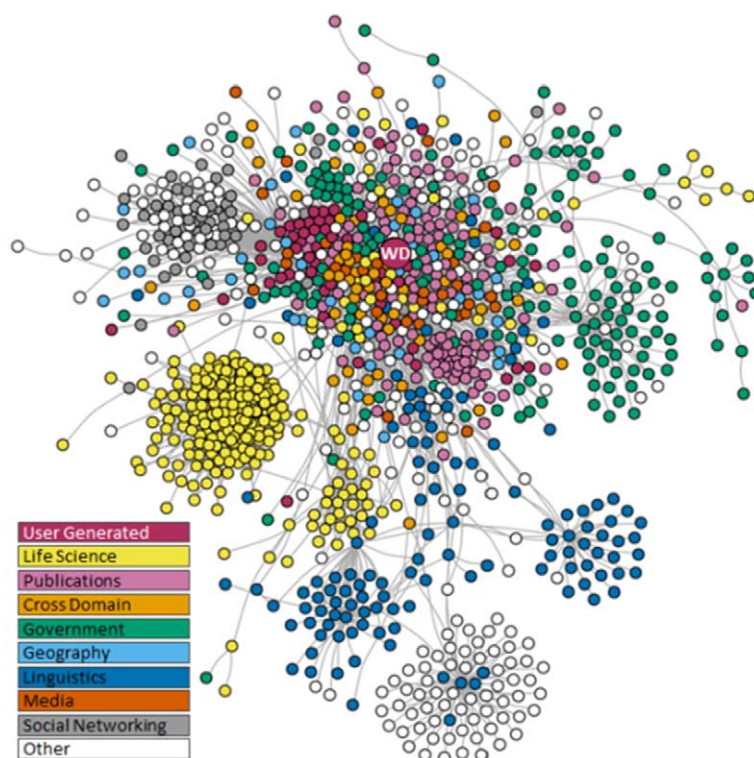 WD
User Generated
Life Science
Publications
Cross Domain
Government
Geography
Linguistics
Media
Social Networking
Other